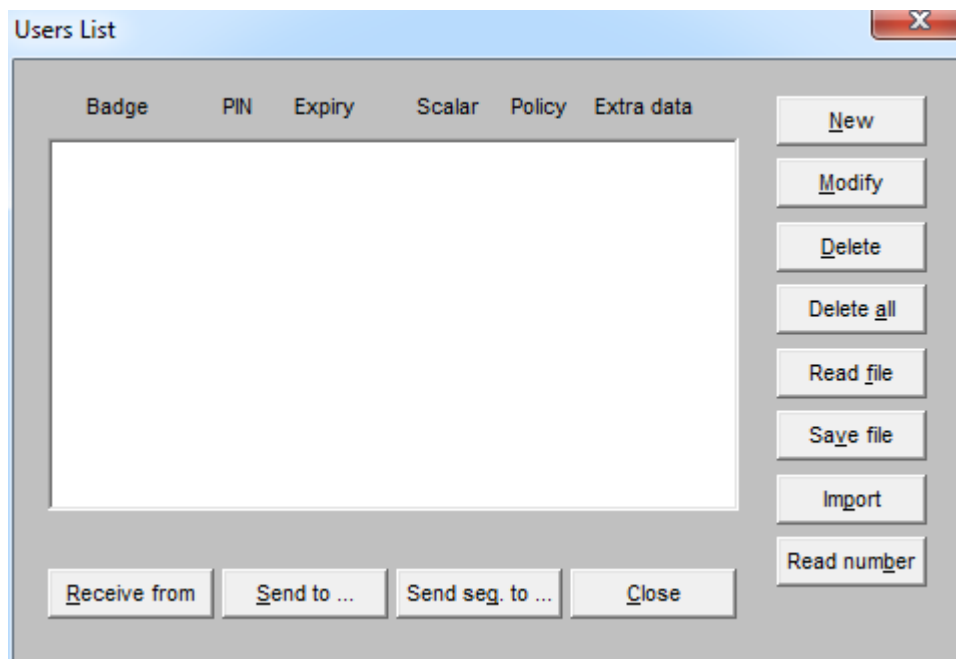 Users List
Badge PIN Expiry Scalar Policy Extra data
New
Modify
Delete
Delete all
Read file
Save file
Import
Read number
Receive from Send to ... Send seg. to ... Close